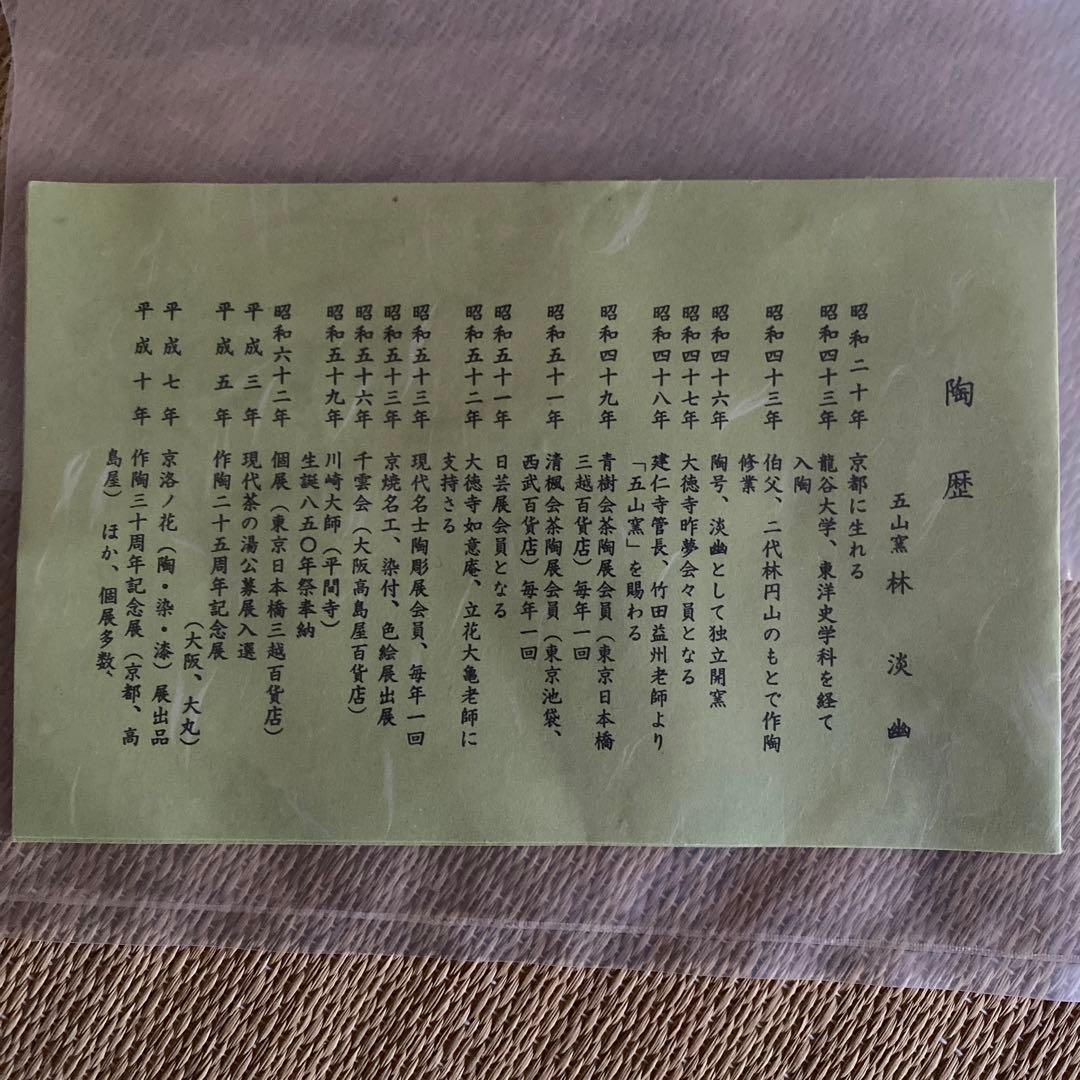 陶歴
五山窯 林淡幽
昭和二十年 京都に生れる
昭和四十三年 龍谷大学、東洋史学科を経て
入陶
昭和四十三年 伯父、二代林円山のもとで作陶
修業
昭和四十六年 陶号、淡幽として独立開窯
昭和四十七年 大徳寺昨夢会々員となる
昭和四十八年 建仁寺管長、竹田益州老師より
「五山窯」を賜わる
昭和四十九年 青樹会茶陶展会員(東京日本橋
三越百貨店)毎年一回
昭和五十一年 清楓会茶陶展会員(東京池袋、
西武百貨店)毎年一回
昭和五十一年 日芸展会員となる
昭和五十二年 大徳寺如意庵、立花大亀老師に
支持さる
昭和五十三年 現代名士陶彫展会員、毎年一回
昭和五十三年 京焼名工、染付、色絵展出展
昭和五十六年 千雲会(大阪高島屋百貨店)
昭和五十九年 川崎大師(平間寺)
生誕八五〇年祭奉納
昭和六十二年 個展(東京日本橋三越百貨店)
平成三年 現代茶の湯公募展入選
平成五年 作陶二十五周年記念展
(大阪、大丸)
平成七年 京洛ノ花(陶・染・漆)展出品
平成十年 作陶三十周年記念展(京都、高
島屋) ほか、個展多数、